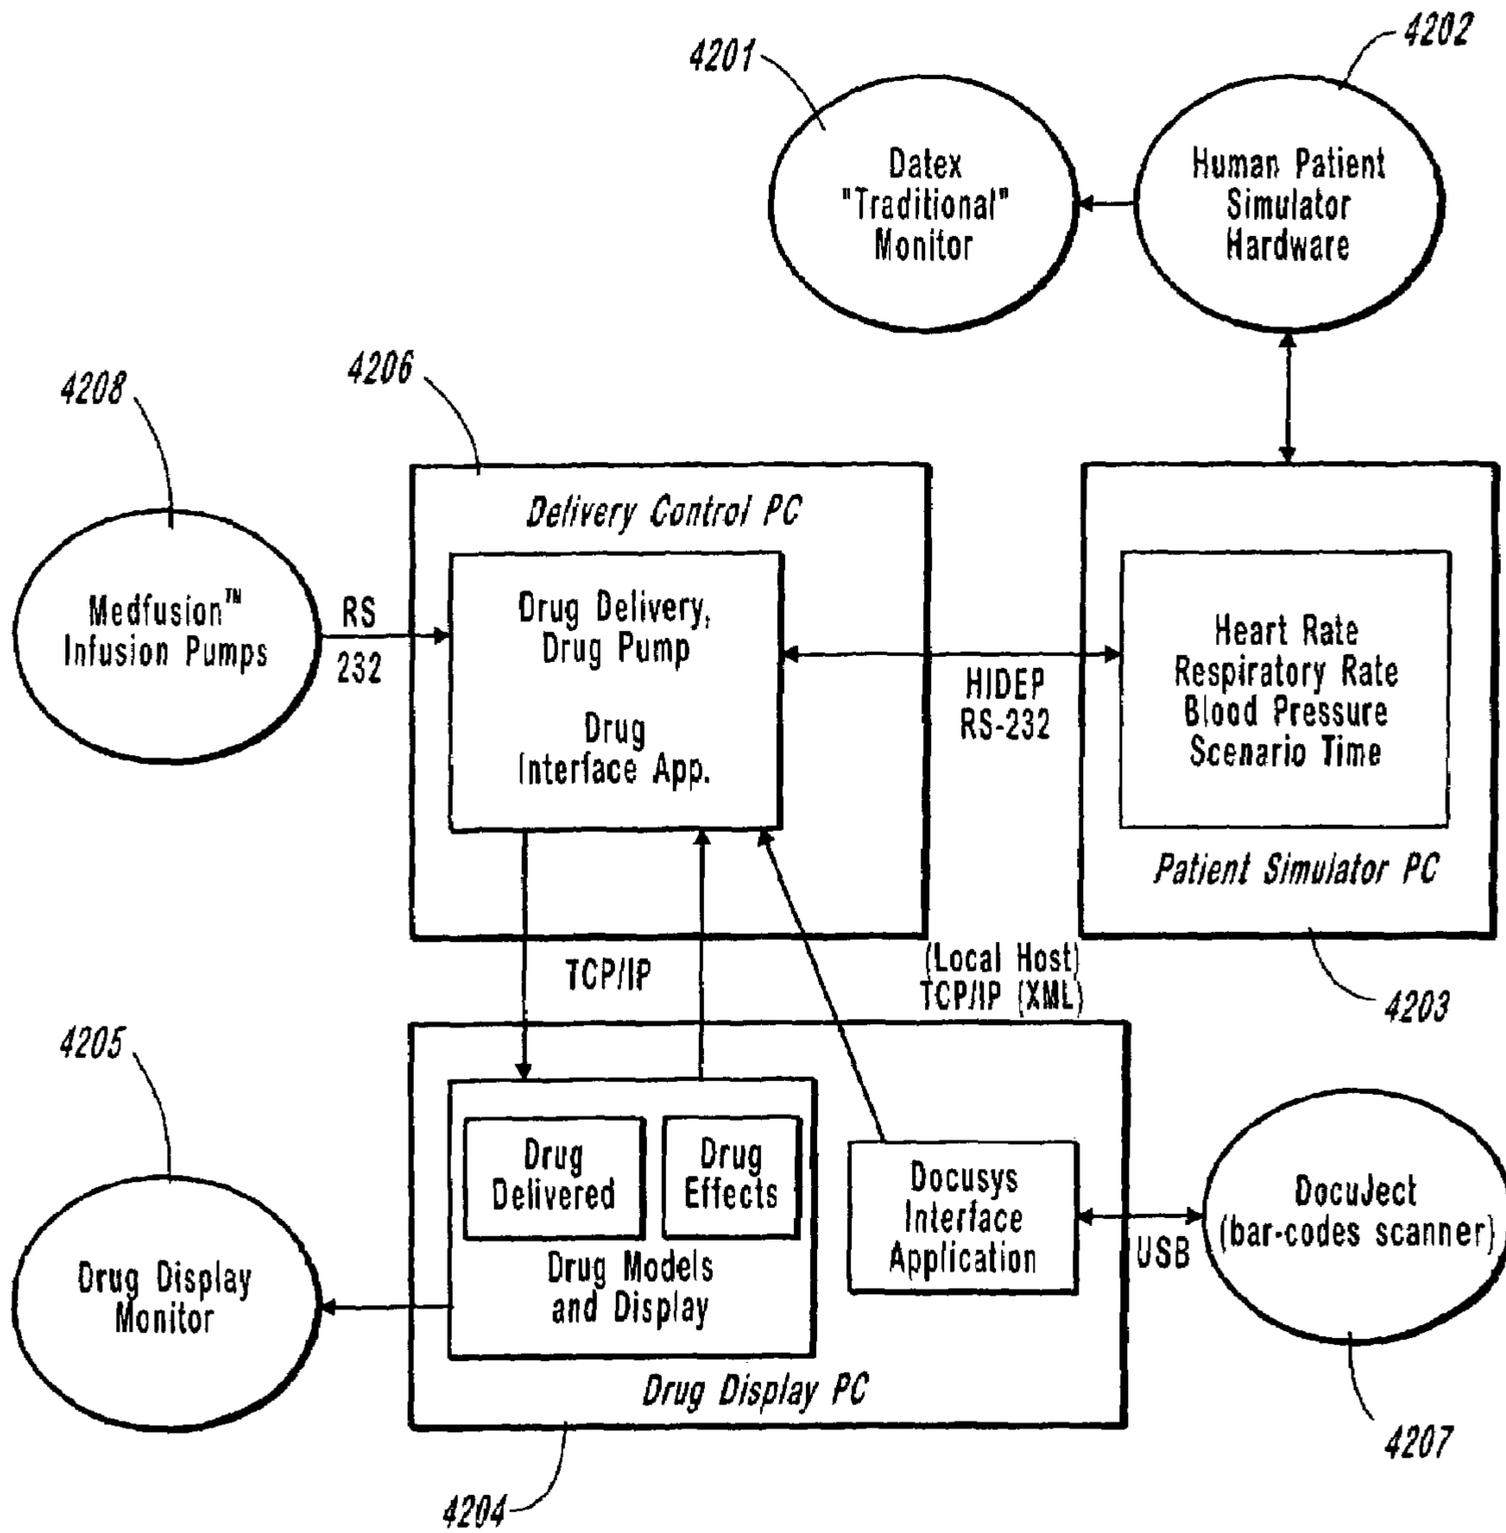 4201
4202
Datex
"Traditional"
Monitor
Human Patient
Simulator
Hardware
4208
4206
Delivery Control PC
Medfusion™
Infusion Pumps
RS
232
Drug Delivery,
Drug Pump
Drug
Interface App.
HIDEP
RS-232
Heart Rate
Respiratory Rate
Blood Pressure
Scenario Time
Patient Simulator PC
4203
TCP/IP
(Local Host)
TCP/IP (XML)
4205
Drug Display
Monitor
Drug
Delivered
Drug
Effects
Drug Models
and Display
Docusys
Interface
Application
USB
DocuJect
(bar-codes scanner)
Drug Display PC
4204
4207